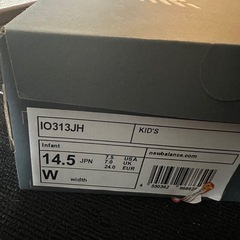 IO313JH
KID'S
Infant
14.5 JPN
7.5 USA
7.0 UK
24.0 EUR
W width
newbalance.com